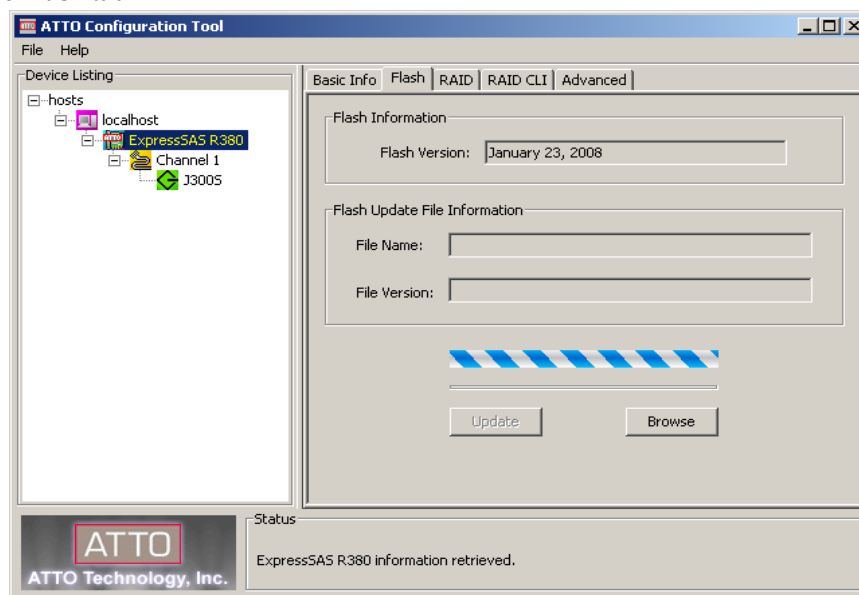 ATTO Configuration Tool
File Help
Device Listing
hosts
localhost
ExpressSAS R380
Channel 1
J300S
Basic Info Flash RAID RAID CLI Advanced
Flash Information
Flash Version: January 23, 2008
Flash Update File Information
File Name:
File Version:
Update Browse
ATTO
ATTO Technology, Inc.
Status
ExpressSAS R380 information retrieved.